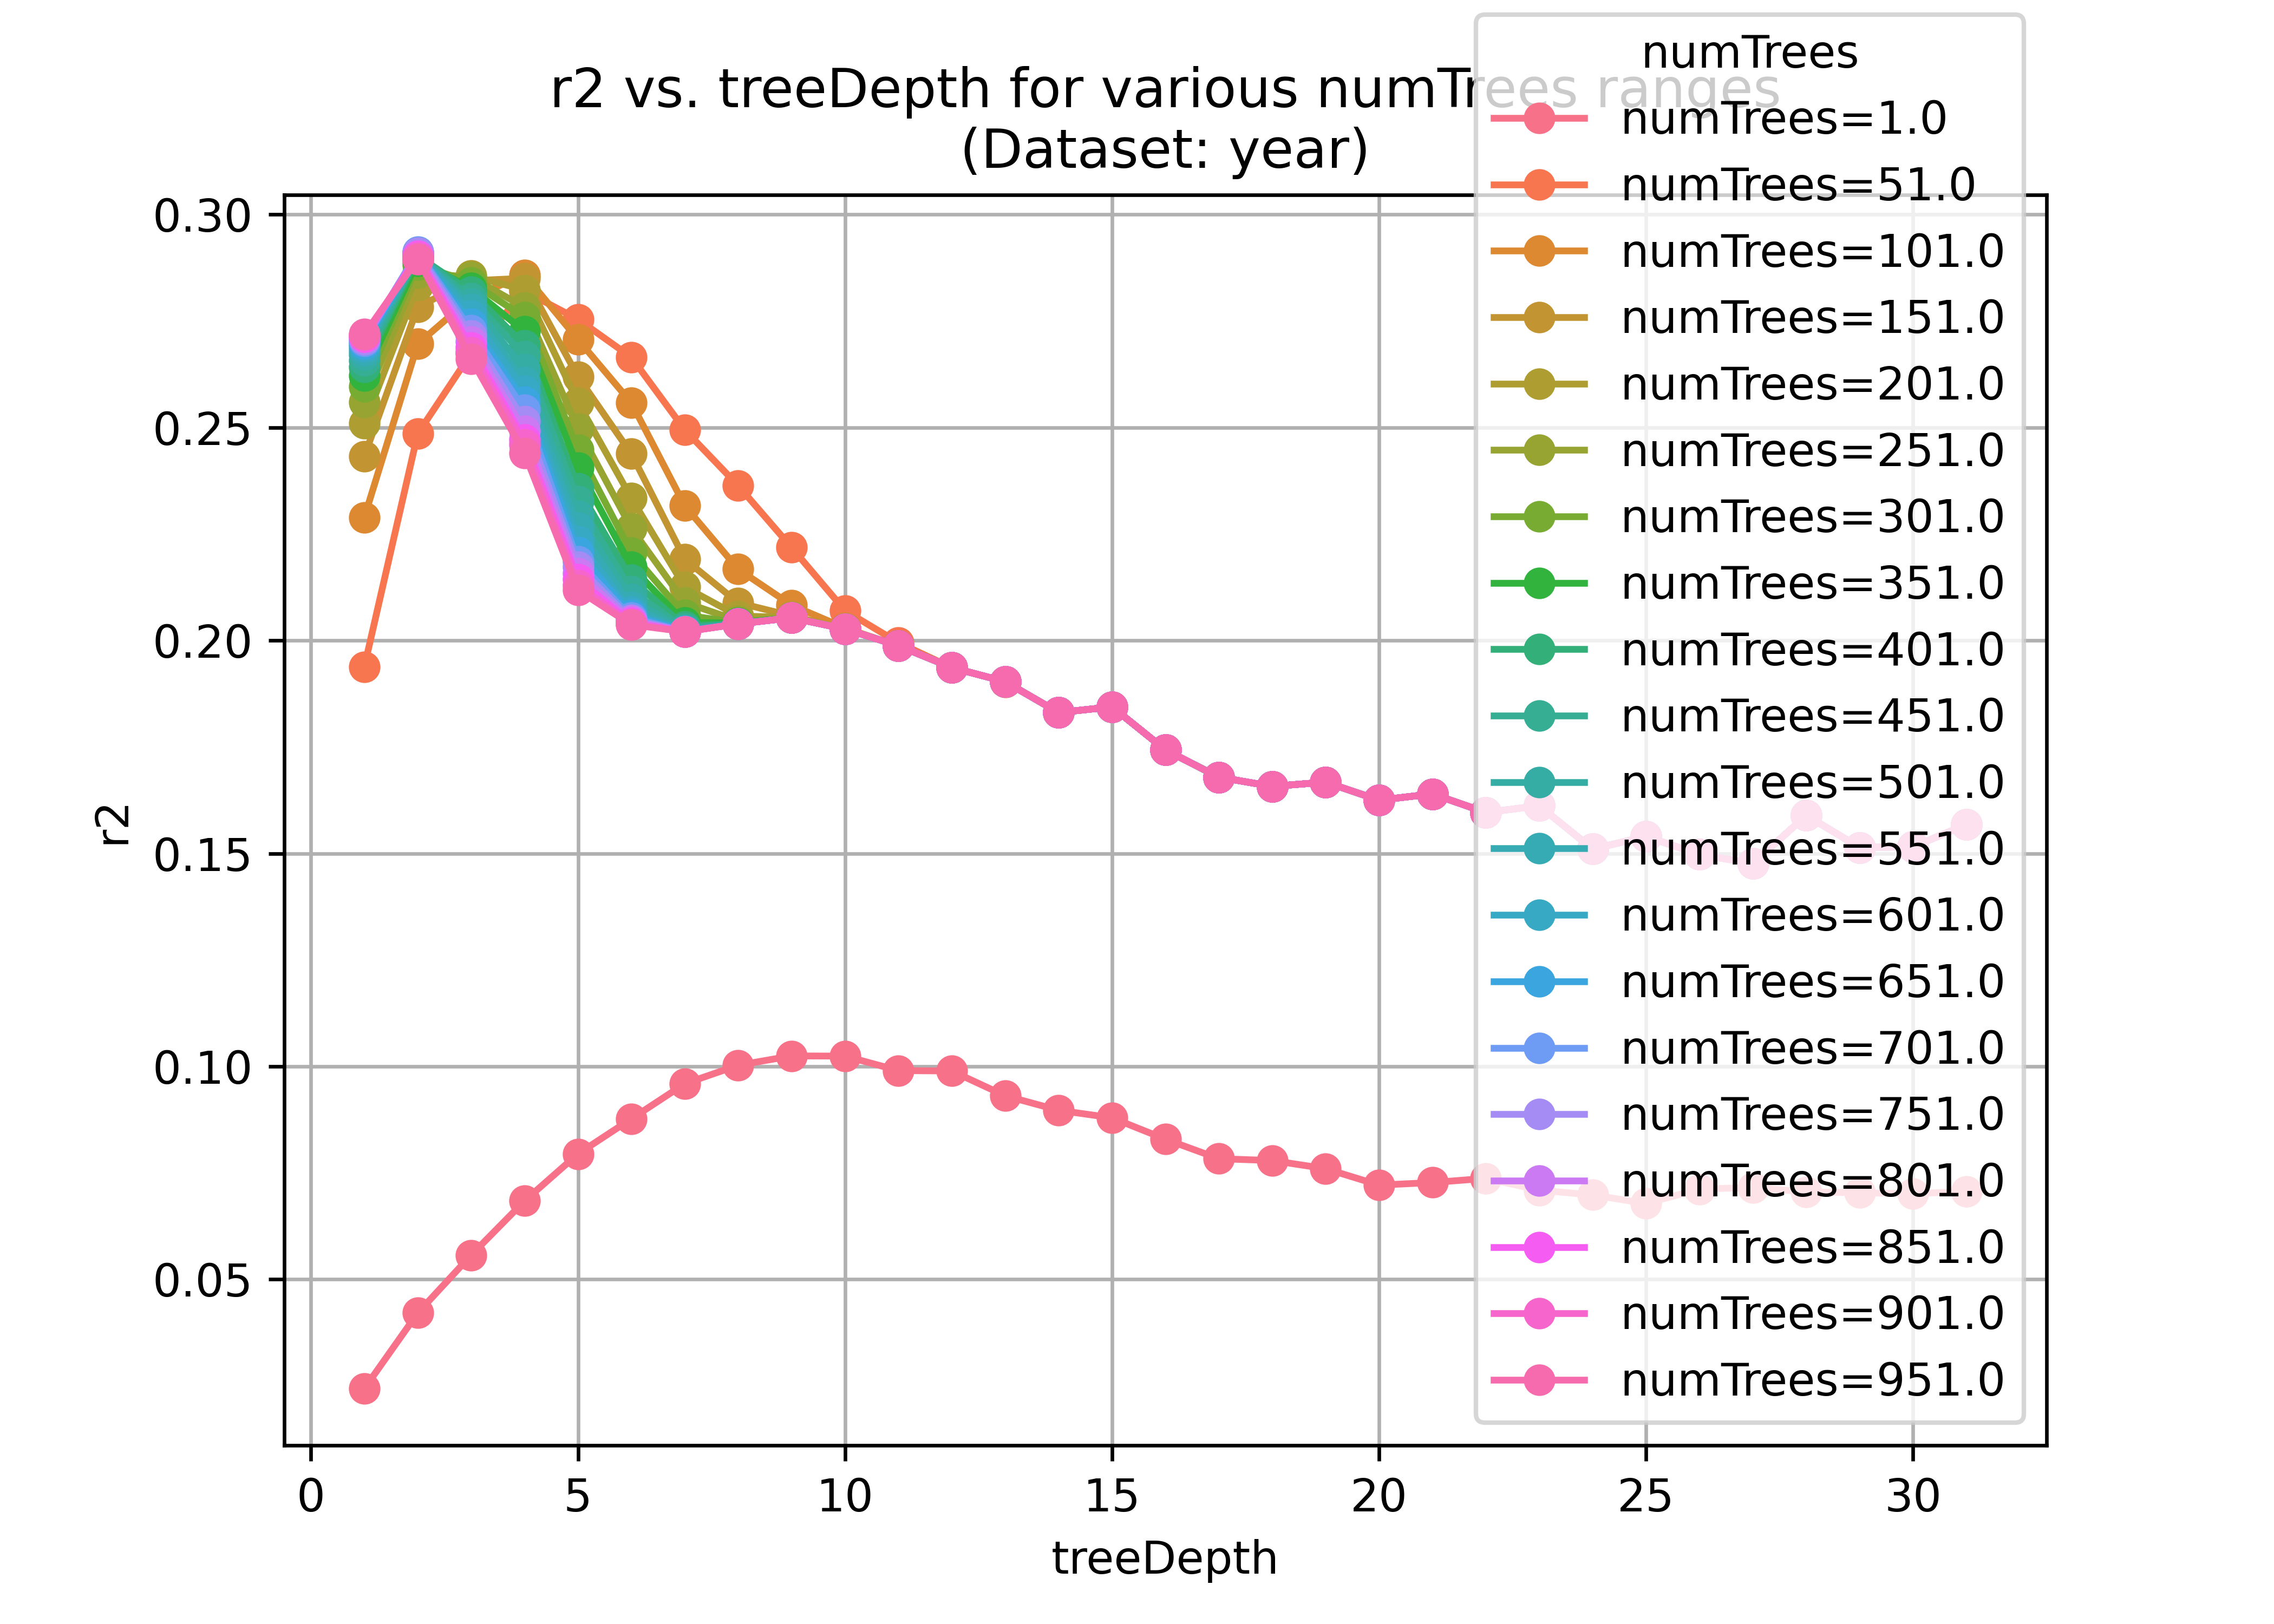 r2 vs. treeDepth for various numTrees ranges
(Dataset: year)
numTrees
numTrees=1.0
numTrees=51.0
numTrees=101.0
numTrees=151.0
numTrees=201.0
numTrees=251.0
numTrees=301.0
numTrees=351.0
numTrees=401.0
numTrees=451.0
numTrees=501.0
numTrees=551.0
numTrees=601.0
numTrees=651.0
numTrees=701.0
numTrees=751.0
numTrees=801.0
numTrees=851.0
numTrees=901.0
numTrees=951.0
0.30
0.25
0.20
0.15
0.10
0.05
r2
0 5 10 15 20 25 30
treeDepth